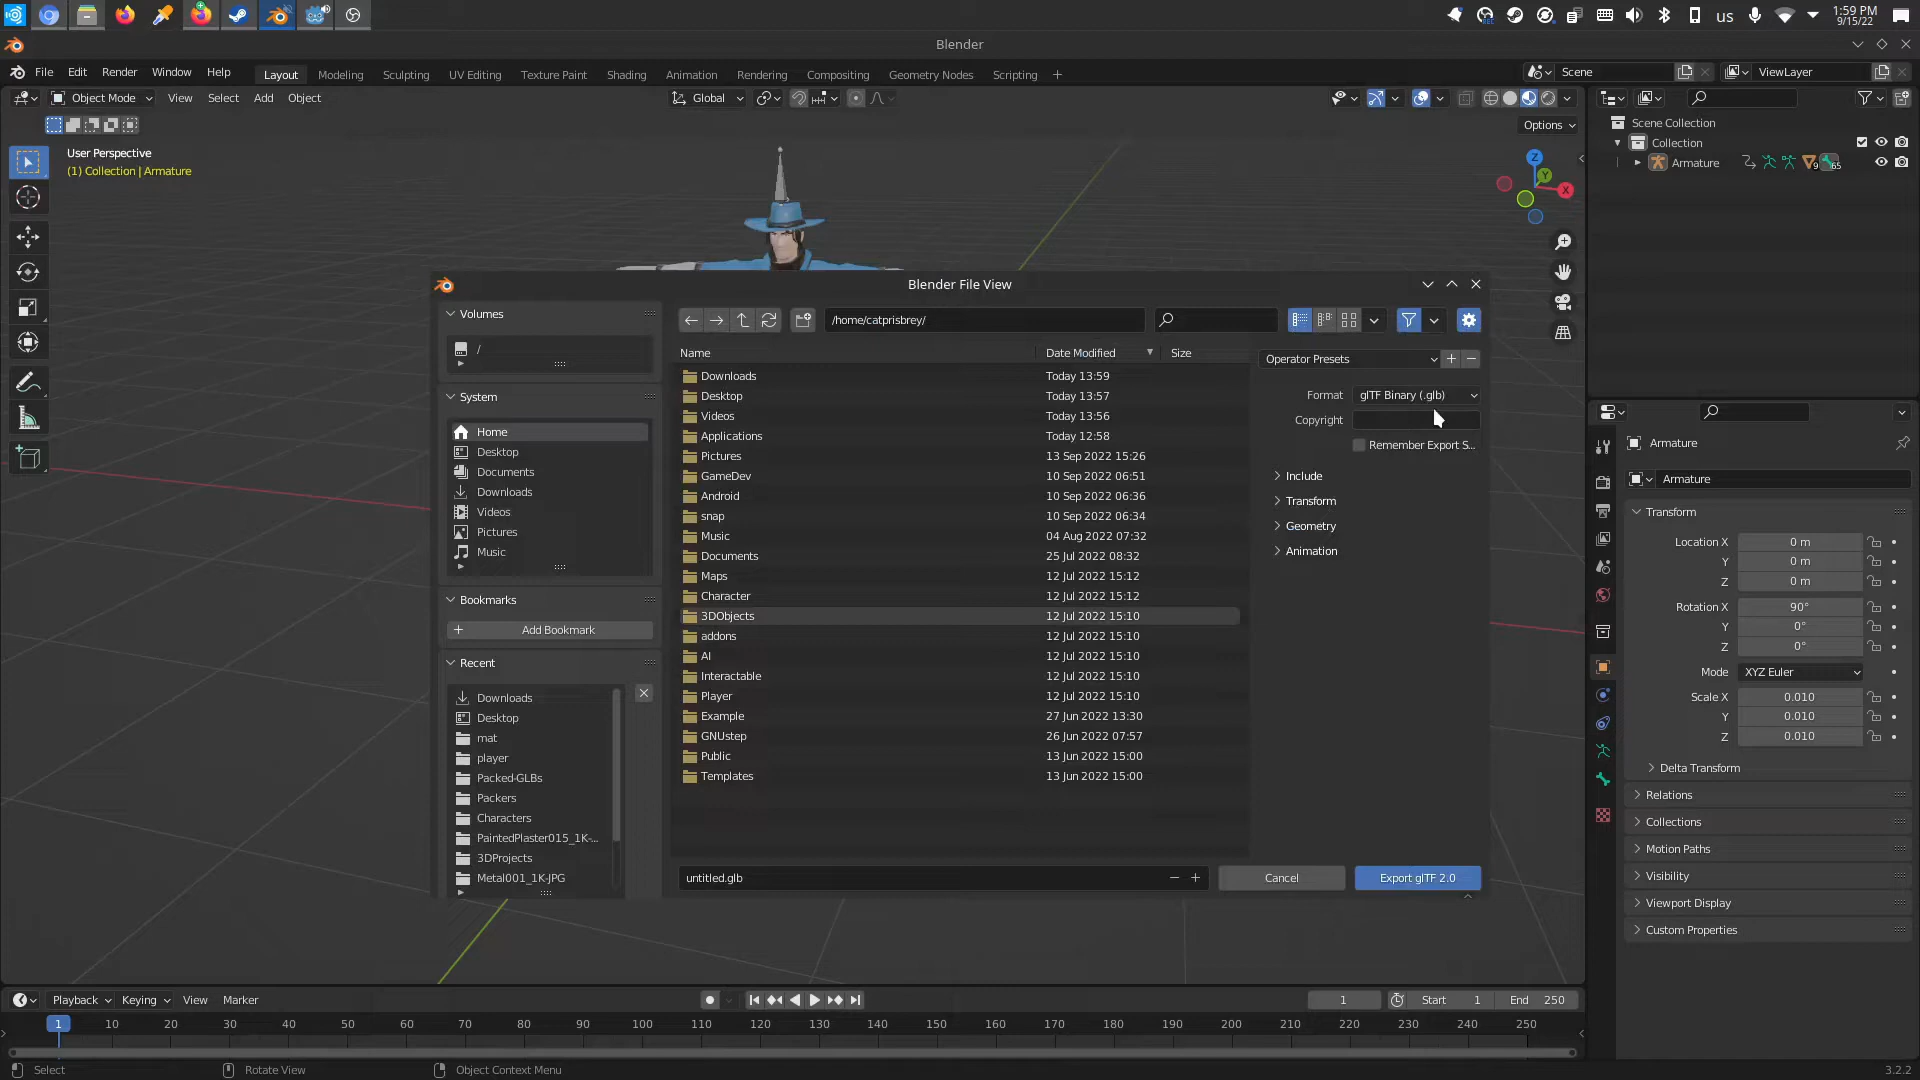 us
1:59 PM
9/15/22
Blender
File Edit Render Window Help
Layout Modeling Sculpting UV Editing Texture Paint Shading Animation Rendering Compositing Geometry Nodes Scripting +
Scene
ViewLayer
Object Mode View Select Add Object
Global
Options
User Perspective
(1) Collection | Armature
Z
Y
X
Scene Collection
Collection
Armature
9
65
Blender File View
Volumes
/
System
Home
Desktop
Documents
Downloads
Videos
Pictures
Music
Bookmarks
Add Bookmark
Recent
Downloads
Desktop
mat
player
Packed-GLBs
Packers
Characters
PaintedPlaster015_1K-...
3DProjects
Metal001_1K-JPG
/home/catprisbrey/
Name Date Modified Size
Downloads Today 13:59
Desktop Today 13:57
Videos Today 13:56
Applications Today 12:58
Pictures 13 Sep 2022 15:26
GameDev 10 Sep 2022 06:51
Android 10 Sep 2022 06:36
snap 10 Sep 2022 06:34
Music 04 Aug 2022 07:32
Documents 25 Jul 2022 08:32
Maps 12 Jul 2022 15:12
Character 12 Jul 2022 15:12
3DObjects 12 Jul 2022 15:10
addons 12 Jul 2022 15:10
AI 12 Jul 2022 15:10
Interactable 12 Jul 2022 15:10
Player 12 Jul 2022 15:10
Example 27 Jun 2022 13:30
GNUstep 26 Jun 2022 07:57
Public 13 Jun 2022 15:00
Templates 13 Jun 2022 15:00
untitled.glb
Cancel
Export glTF 2.0
Operator Presets
Format glTF Binary (.glb)
Copyright
Remember Export S...
Include
Transform
Geometry
Animation
Armature
Armature
Transform
Location X 0 m
Y 0 m
Z 0 m
Rotation X 90°
Y 0°
Z 0°
Mode XYZ Euler
Scale X 0.010
Y 0.010
Z 0.010
Delta Transform
Relations
Collections
Motion Paths
Visibility
Viewport Display
Custom Properties
Playback Keying View Marker
1 Start 1 End 250
1 10 20 30 40 50 60 70 80 90 100 110 120 130 140 150 160 170 180 190 200 210 220 230 240 250
Select Rotate View Object Context Menu
3.2.2